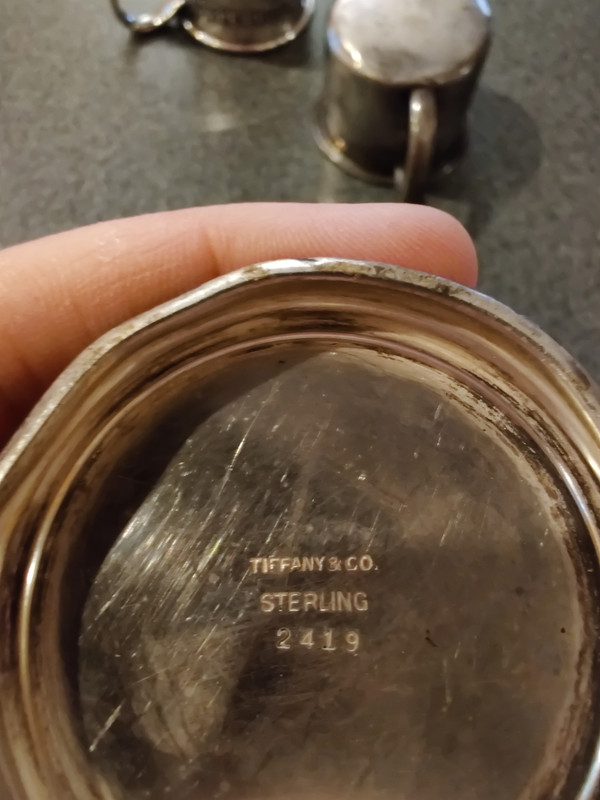 TIFFANY & CO.
STERLING
2419